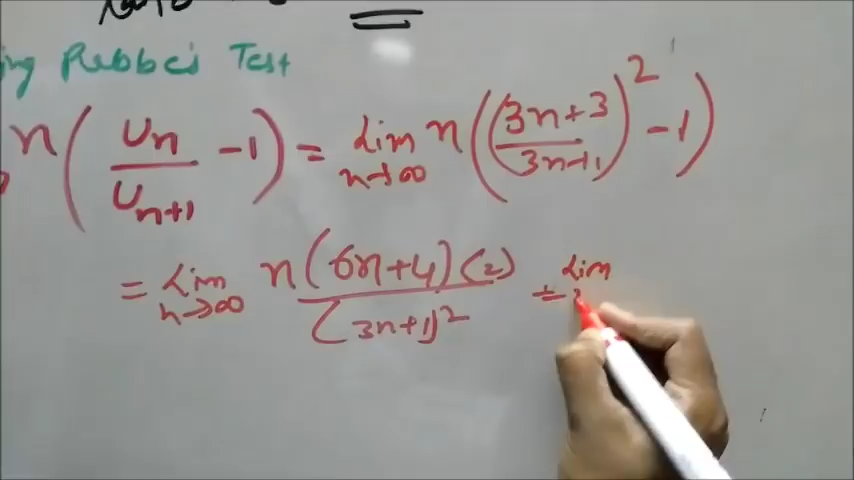 Rabbe's Test
n ( Un / Un+1 - 1 ) = Lim n→∞ n ( ( 3n+3 / 3n+1 )^2 - 1 )
= Lim n→∞ n (6n+4) (2) / (3n+1)^2 = Lim